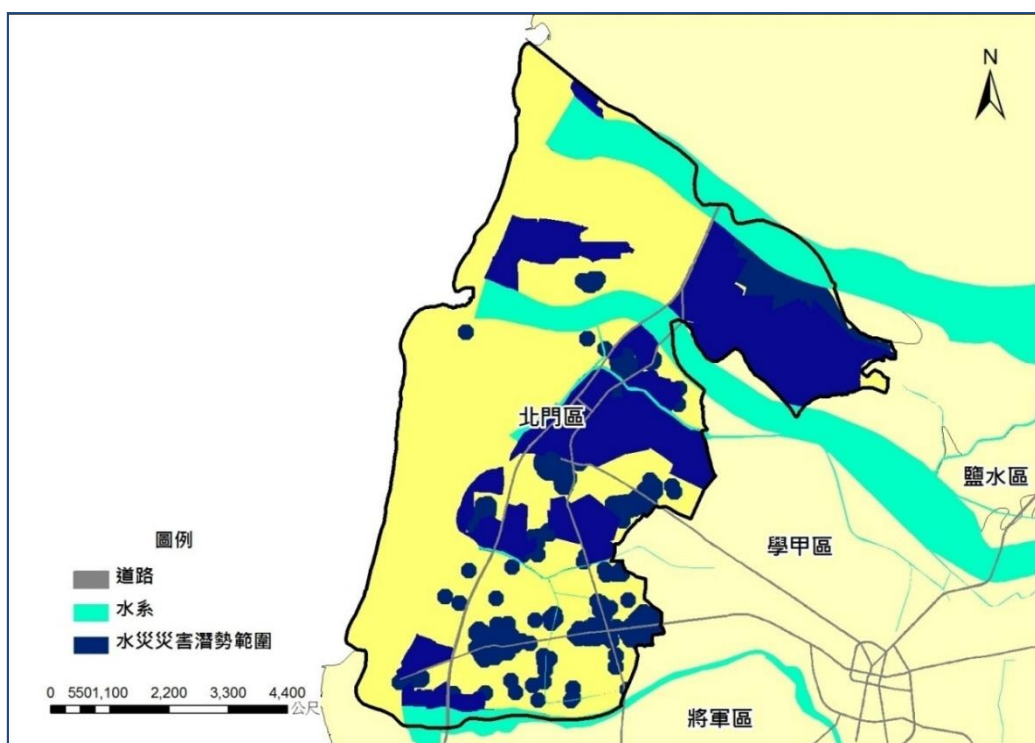 N
北門區
鹽水區
學甲區
將軍區
圖例
道路
水系
水災災害潛勢範圍
0 5501,100 2,200 3,300 4,400
公尺